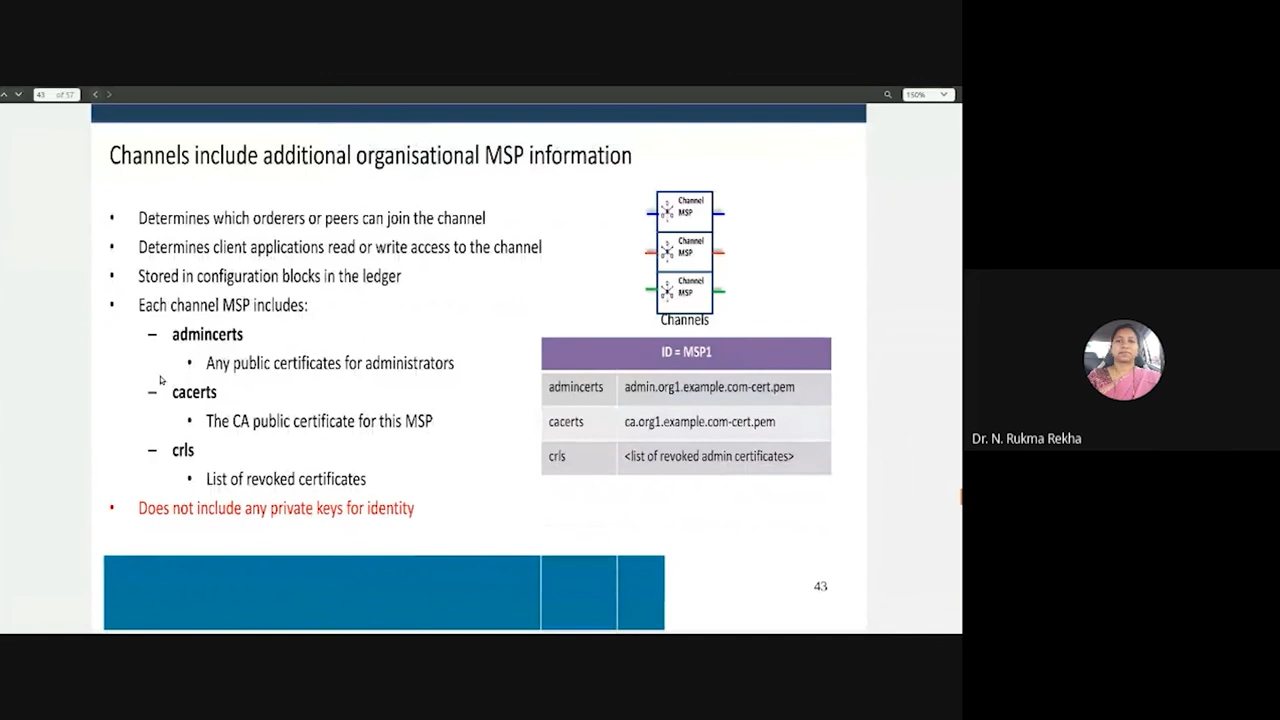 43 of 57
150%
Channels include additional organisational MSP information
• Determines which orderers or peers can join the channel
• Determines client applications read or write access to the channel
• Stored in configuration blocks in the ledger
• Each channel MSP includes:
– admincerts
• Any public certificates for administrators
– cacerts
• The CA public certificate for this MSP
– crls
• List of revoked certificates
• Does not include any private keys for identity
Channel
MSP
Channel
MSP
Channel
MSP
Channels
ID = MSP1
admincerts admin.org1.example.com-cert.pem
cacerts ca.org1.example.com-cert.pem
crls <list of revoked admin certificates>
43
Dr. N. Rukma Rekha